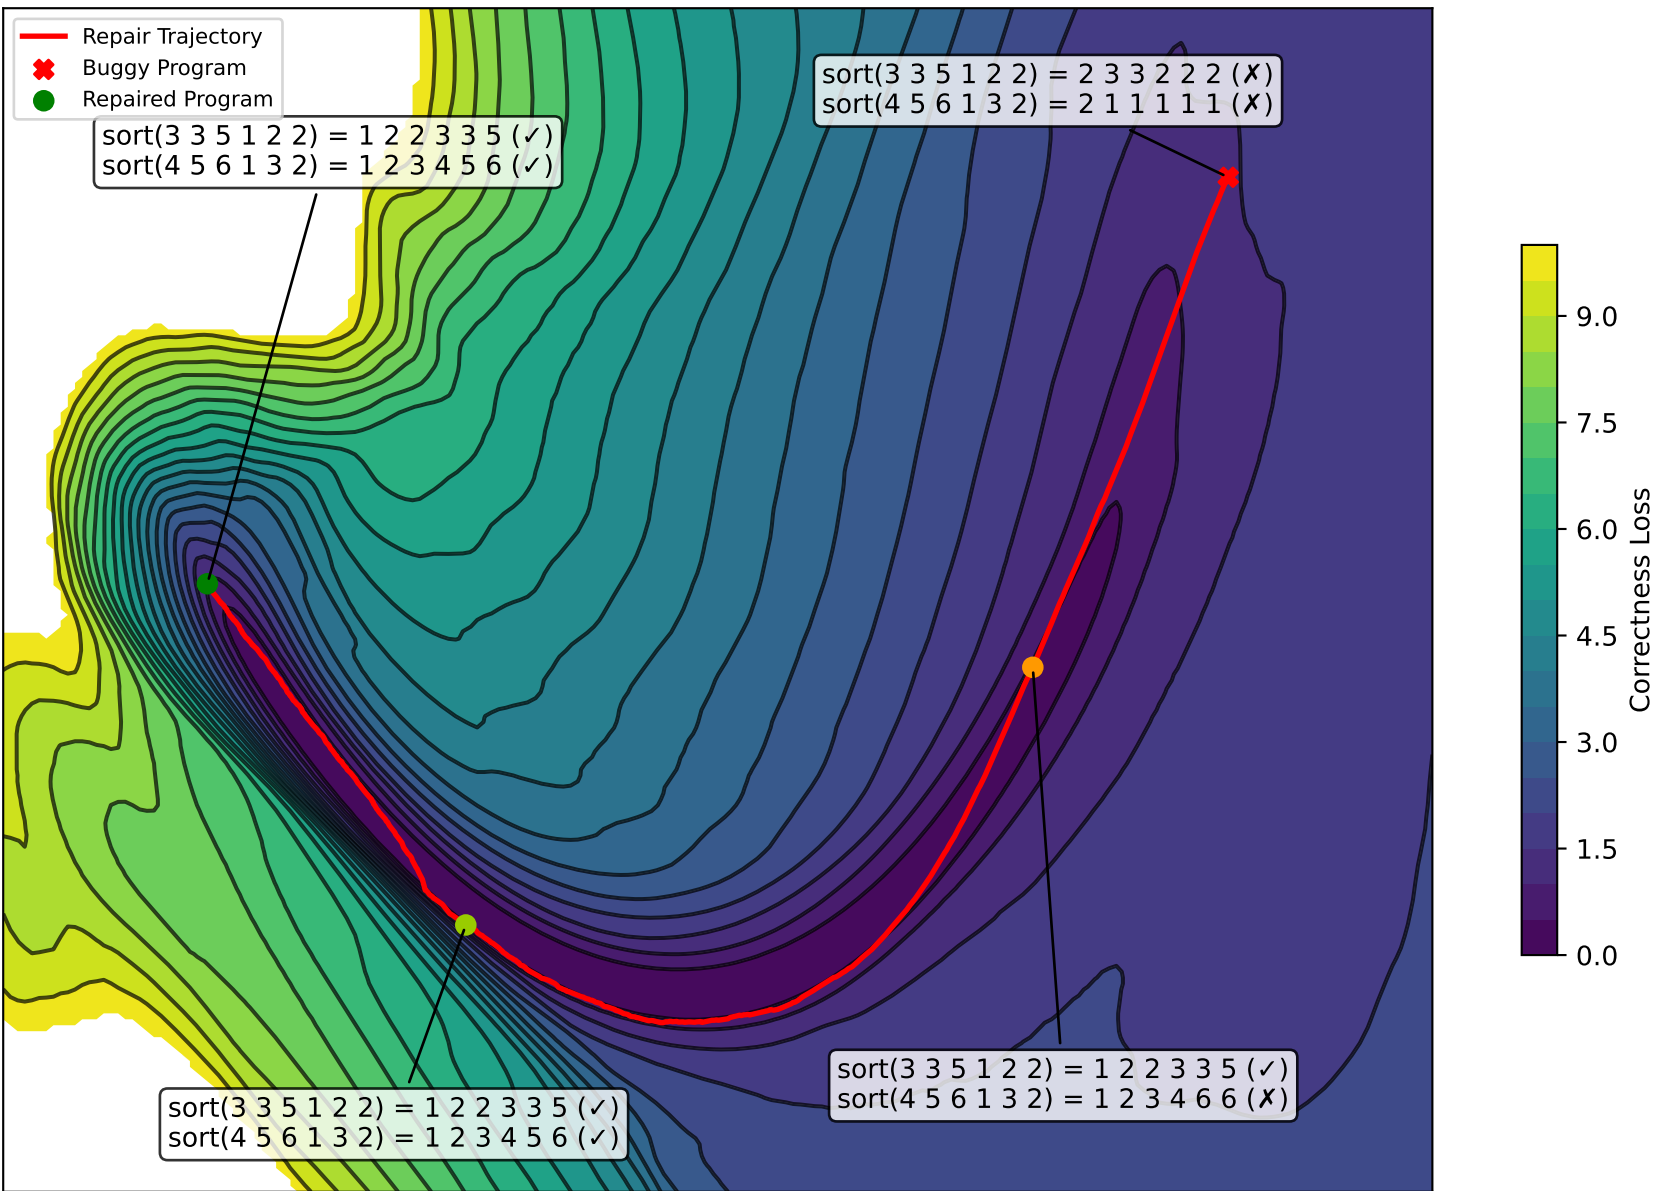 Repair Trajectory
Buggy Program
Repaired Program
sort(3 3 5 1 2 2) = 1 2 2 3 3 5 (✓)
sort(4 5 6 1 3 2) = 1 2 3 4 5 6 (✓)
sort(3 3 5 1 2 2) = 2 3 3 2 2 2 (✗)
sort(4 5 6 1 3 2) = 2 1 1 1 1 1 (✗)
sort(3 3 5 1 2 2) = 1 2 2 3 3 5 (✓)
sort(4 5 6 1 3 2) = 1 2 3 4 6 6 (✗)
sort(3 3 5 1 2 2) = 1 2 2 3 3 5 (✓)
sort(4 5 6 1 3 2) = 1 2 3 4 5 6 (✓)
9.0
7.5
6.0
4.5
3.0
1.5
0.0
Correctness Loss